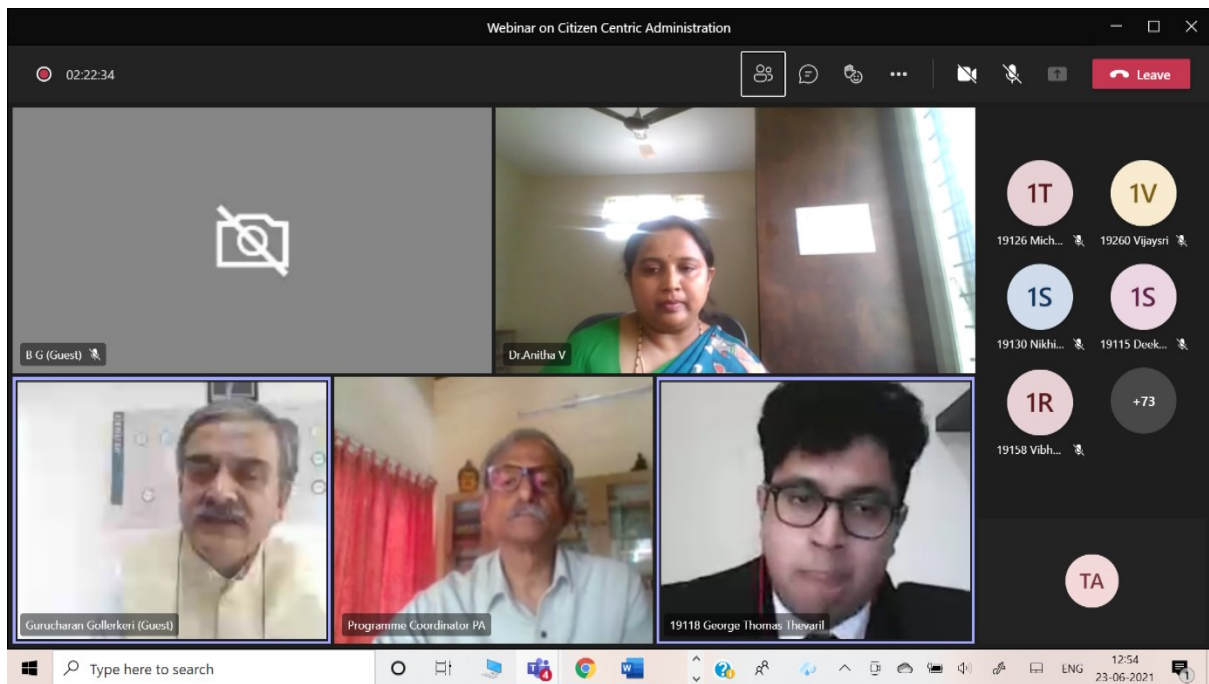 Webinar on Citizen Centric Administration
02:22:34
Leave
B G (Guest)
Dr.Anitha V
1T
1V
19126 Mich...
19260 Vijaysri
1S
1S
19130 Nikhi...
19115 Deek...
1R
+73
19158 Vibh...
Gurucharan Gollerkeri (Guest)
Programme Coordinator PA
19118 George Thomas Thevaril
TA
Type here to search
ENG
12:54
23-06-2021